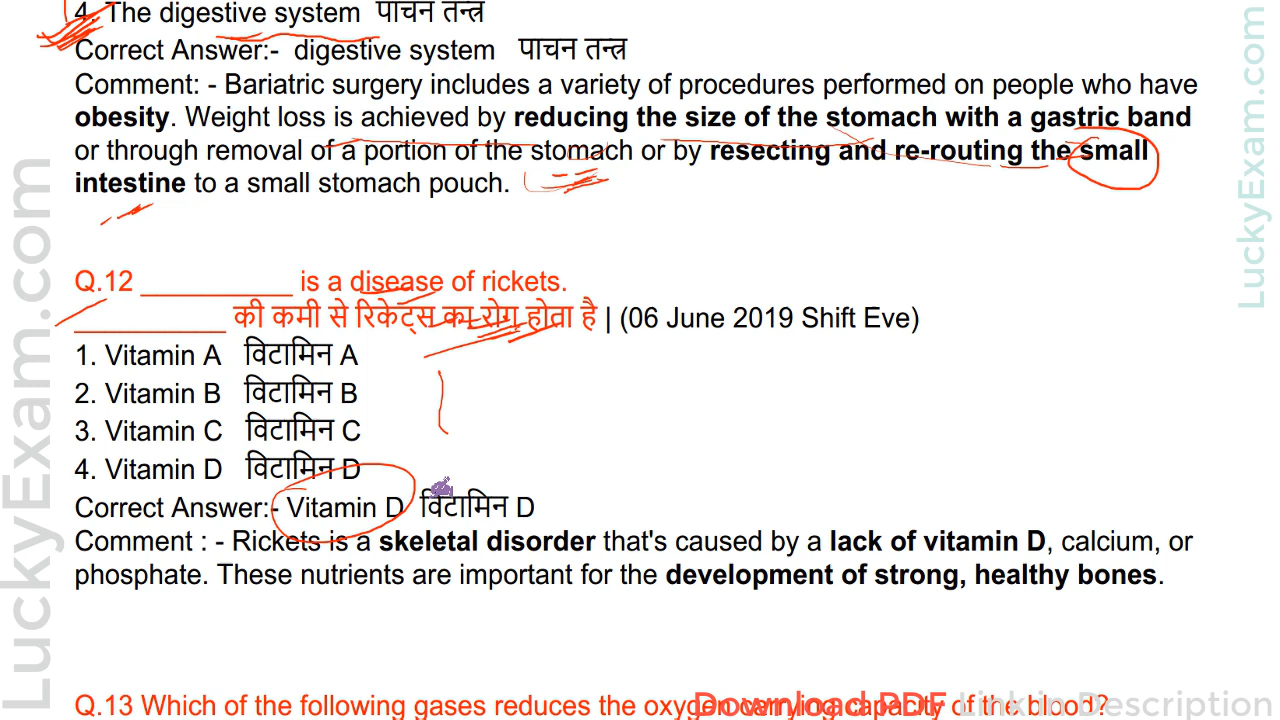 4. The digestive system पाचन तन्त्र
Correct Answer:- digestive system पाचन तन्त्र
Comment: - Bariatric surgery includes a variety of procedures performed on people who have
obesity. Weight loss is achieved by reducing the size of the stomach with a gastric band
or through removal of a portion of the stomach or by resecting and re-routing the small
intestine to a small stomach pouch.
Q.12 __________ is a disease of rickets.
__________ की कमी से रिकेट्स का रोग होता है | (06 June 2019 Shift Eve)
1. Vitamin A विटामिन A
2. Vitamin B विटामिन B
3. Vitamin C विटामिन C
4. Vitamin D विटामिन D
Correct Answer:- Vitamin D विटामिन D
Comment : - Rickets is a skeletal disorder that's caused by a lack of vitamin D, calcium, or
phosphate. These nutrients are important for the development of strong, healthy bones.
Q.13 Which of the following gases reduces the oxygen carrying capacity of the blood?
Download PDF Link in Description
LuckyExam.com
LuckyExam.com